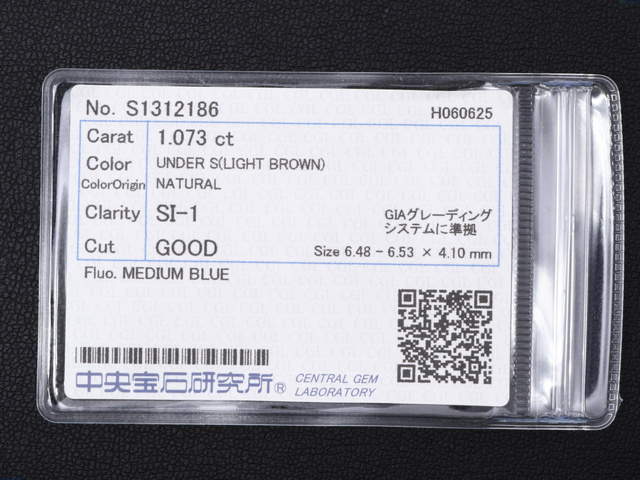 No. S1312186 H060625
Carat 1.073 ct
Color UNDER S(LIGHT BROWN)
ColorOrigin NATURAL
Clarity SI-1
GIAグレーディング
システムに準拠
Cut GOOD Size 6.48 - 6.53 × 4.10 mm
Fluo. MEDIUM BLUE
中央宝石研究所® CENTRAL GEM
LABORATORY